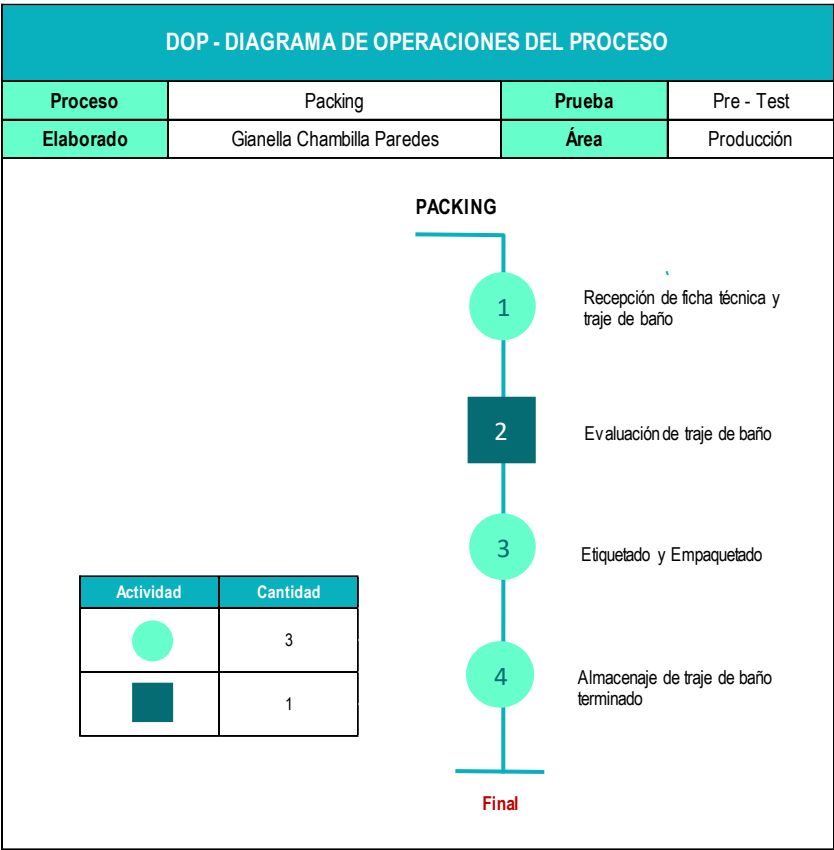 DOP - DIAGRAMA DE OPERACIONES DEL PROCESO
Proceso Packing Prueba Pre - Test
Elaborado Gianella Chambilla Paredes Área Producción
PACKING
1 Recepción de ficha técnica y
traje de baño
2 Evaluación de traje de baño
3 Etiquetado y Empaquetado
Actividad Cantidad
3
1
4 Almacenaje de traje de baño
terminado
Final